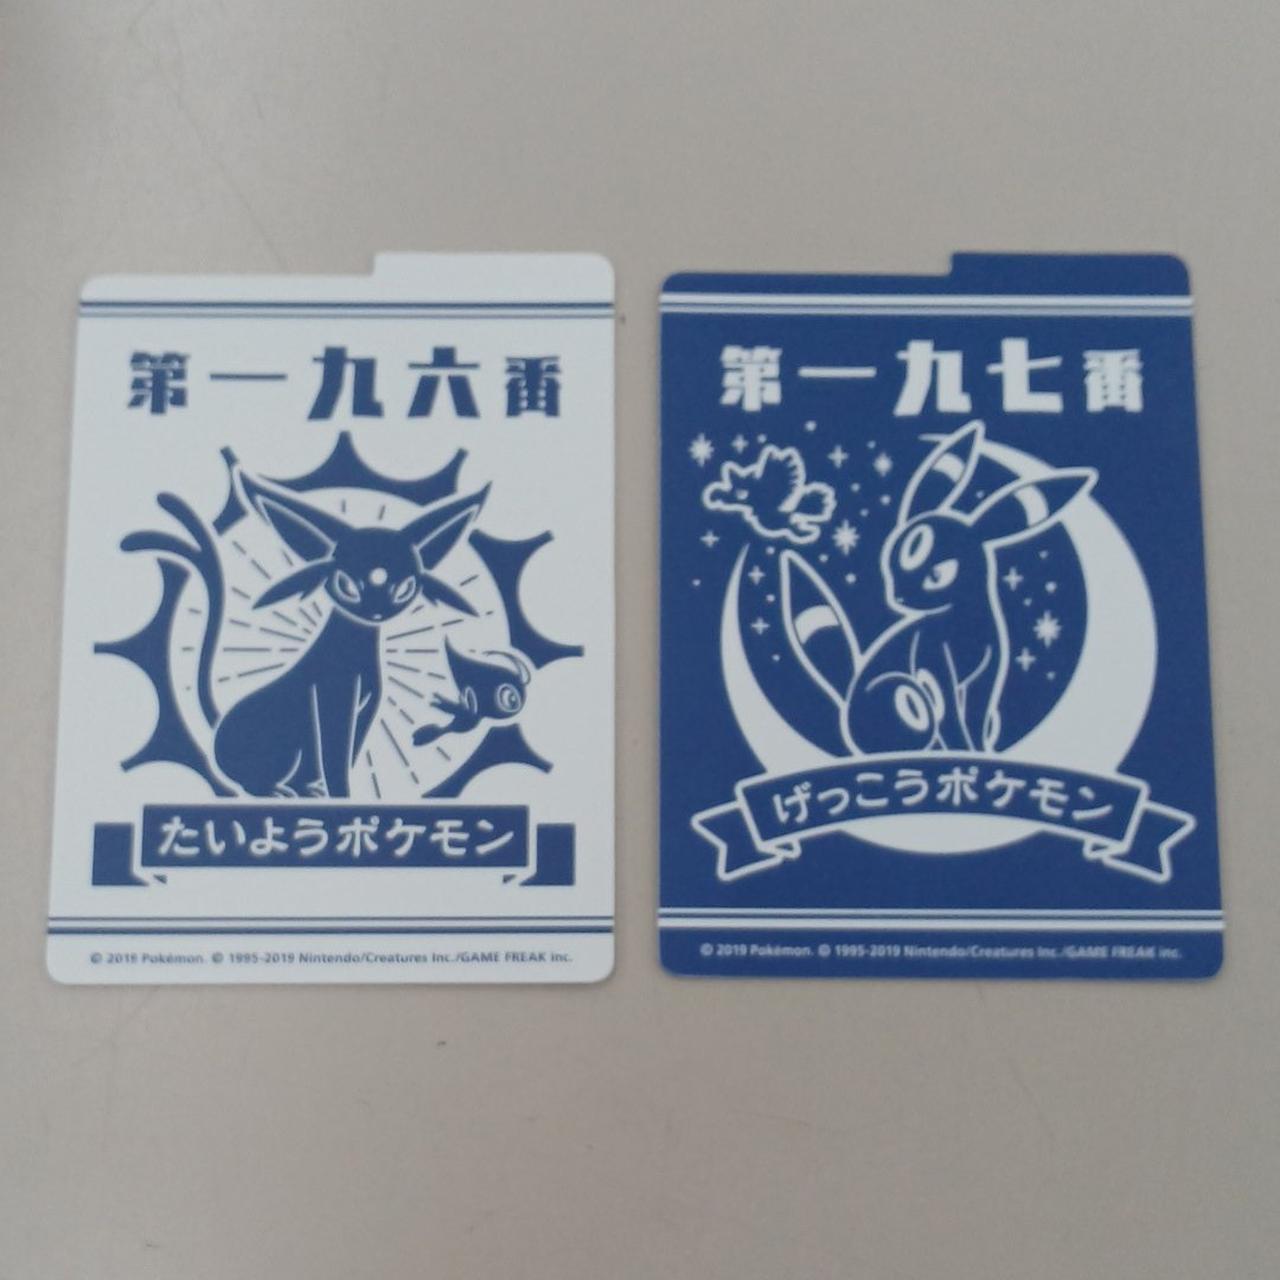 第一九六番
たいようポケモン
© 2019 Pokémon. © 1995-2019 Nintendo/Creatures Inc./GAME FREAK inc.
第一九七番
げっこうポケモン
© 2019 Pokémon. © 1995-2019 Nintendo/Creatures Inc./GAME FREAK inc.